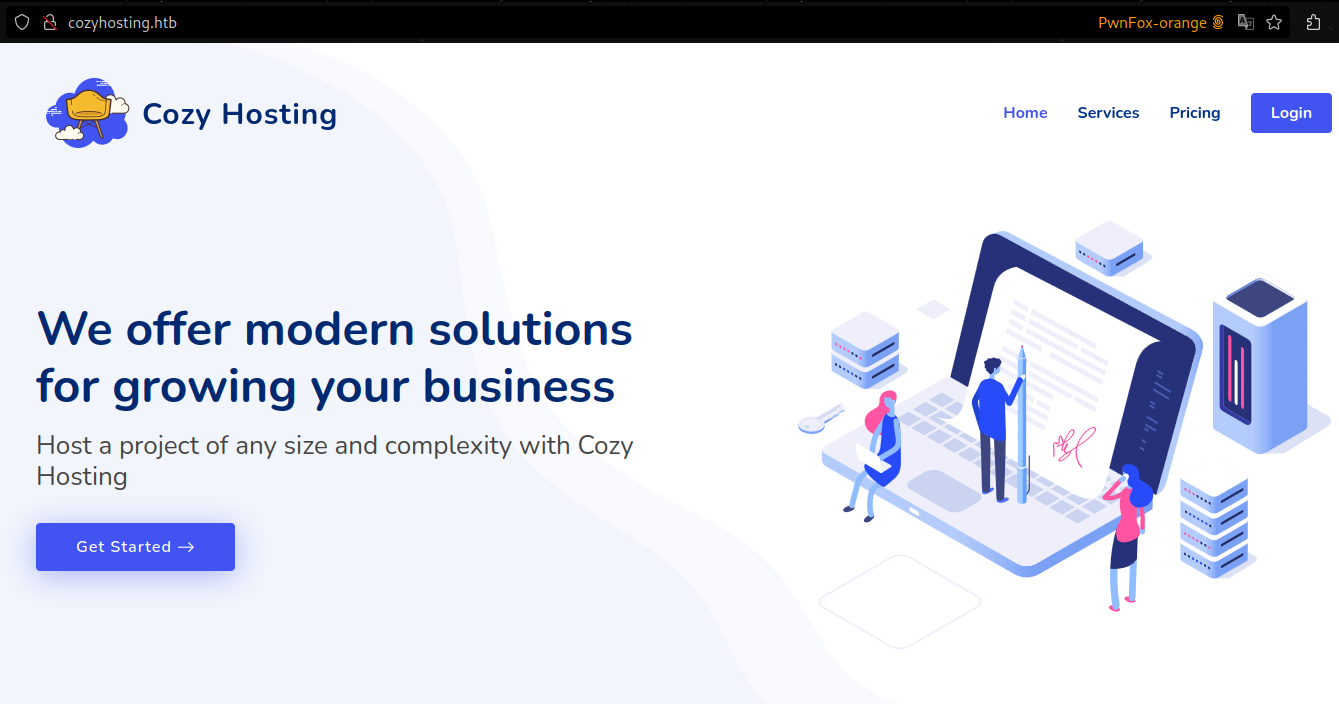 cozyhosting.htb
PwnFox-orange
Cozy Hosting
Home
Services
Pricing
Login
We offer modern solutions
for growing your business
Host a project of any size and complexity with Cozy
Hosting
Get Started →